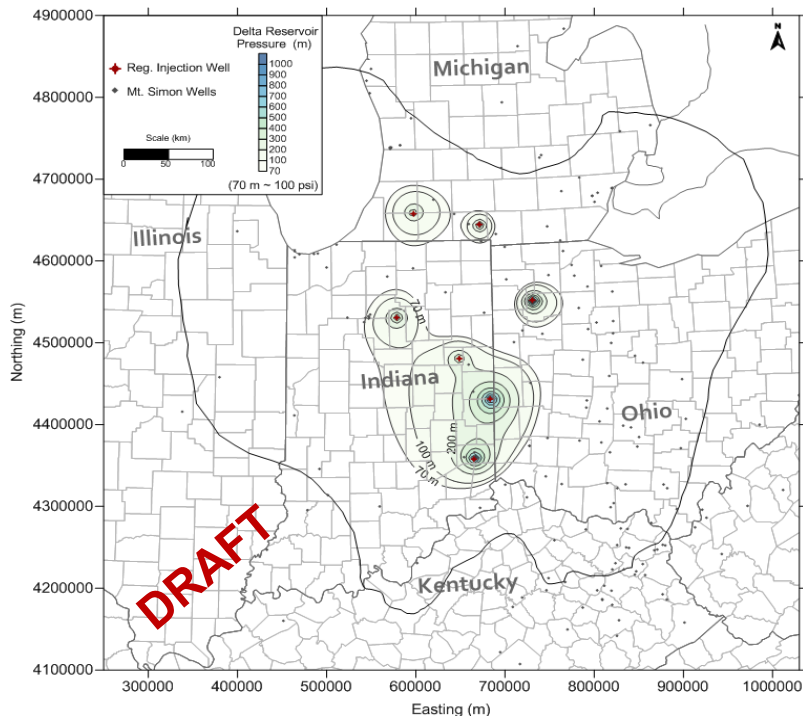 4900000
4800000
4700000
4600000
4500000
4400000
4300000
4200000
4100000
Northing (m)
300000
400000
500000
600000
700000
800000
900000
1000000
Easting (m)
Reg. Injection Well
Mt. Simon Wells
Scale (km)
0
50
100
Delta Reservoir
Pressure (m)
1000
900
800
700
600
500
400
300
200
100
70
(70 m ~ 100 psi)
N
Michigan
Illinois
Indiana
Ohio
Kentucky
70 m
200 m
100 m
70 m
DRAFT